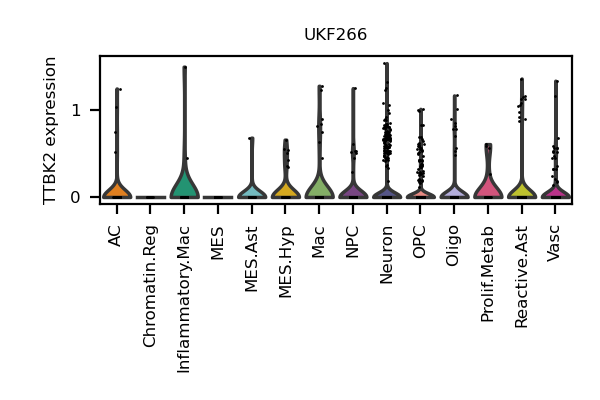 UKF266
TTBK2 expression
1
0
AC
Chromatin.Reg
Inflammatory.Mac
MES
MES.Ast
MES.Hyp
Mac
NPC
Neuron
OPC
Oligo
Prolif.Metab
Reactive.Ast
Vasc